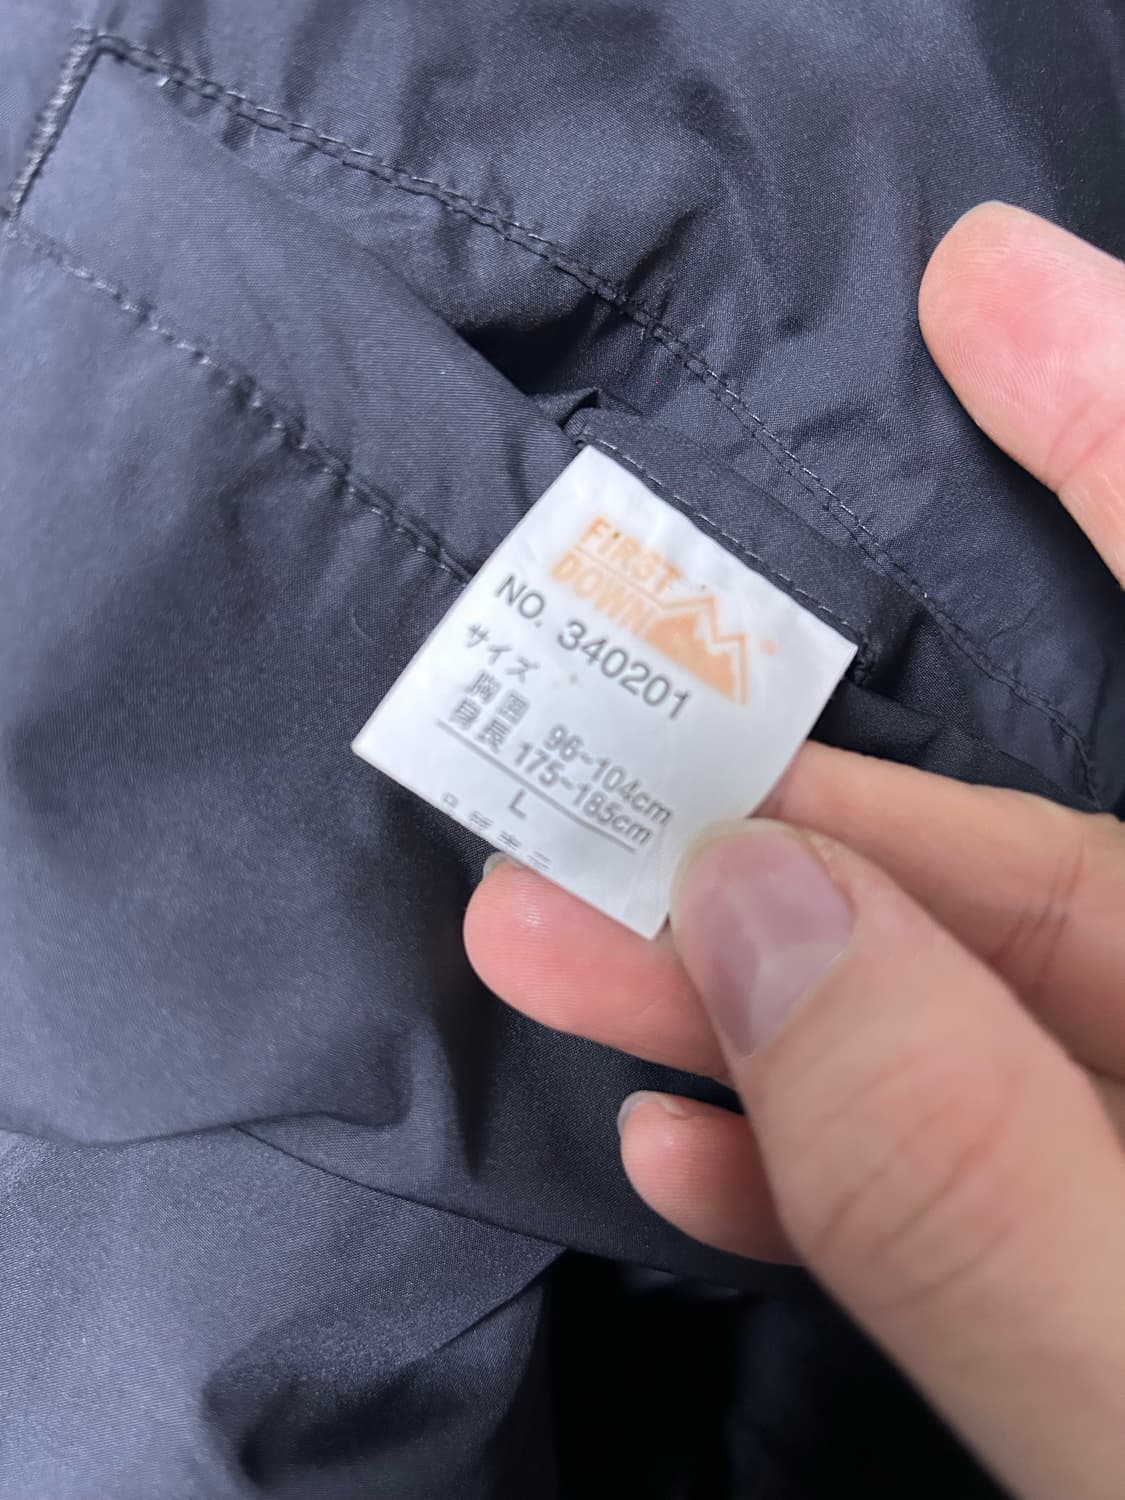 FIRST
DOWN
®
NO. 340201
サイズ
胸囲 96~104cm
身長 175~185cm
L